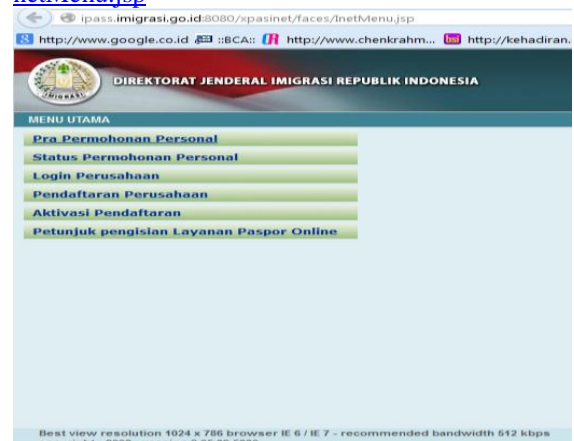 netMenu.jsp
ipass.imigrasi.go.id:8080/xpasinet/faces/InetMenu.jsp
http://www.google.co.id ::BCA:: http://www.chenkrahm... bsi http://kehadiran.
DIREKTORAT JENDERAL IMIGRASI REPUBLIK INDONESIA
MENU UTAMA
Pra Permohonan Personal
Status Permohonan Personal
Login Perusahaan
Pendaftaran Perusahaan
Aktivasi Pendaftaran
Petunjuk pengisian Layanan Paspor Online
Best view resolution 1024 x 786 browser IE 6 / IE 7 - recommended bandwidth 512 kbps